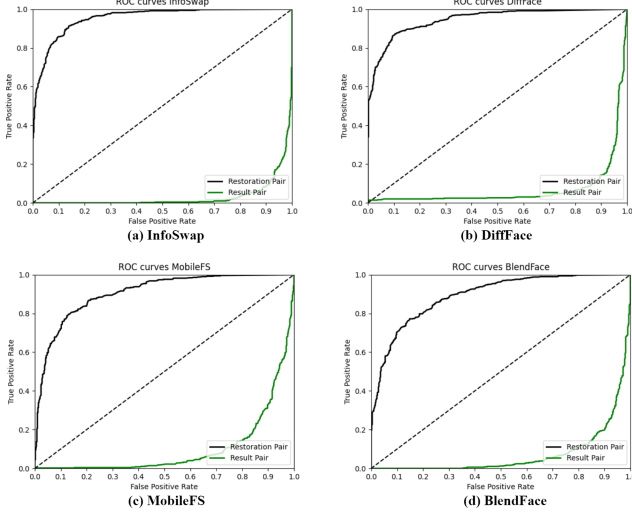 ROC curves InfoSwap
True Positive Rate
1.0
0.8
0.6
0.4
0.2
0.0
0.0 0.1 0.2 0.3 0.4 0.5 0.6 0.7 0.8 0.9 1.0
False Positive Rate
Restoration Pair
Result Pair
(a) InfoSwap
ROC curves DiffFace
True Positive Rate
1.0
0.8
0.6
0.4
0.2
0.0
0.0 0.1 0.2 0.3 0.4 0.5 0.6 0.7 0.8 0.9 1.0
False Positive Rate
Restoration Pair
Result Pair
(b) DiffFace
ROC curves MobileFS
True Positive Rate
1.0
0.8
0.6
0.4
0.2
0.0
0.0 0.1 0.2 0.3 0.4 0.5 0.6 0.7 0.8 0.9 1.0
False Positive Rate
Restoration Pair
Result Pair
(c) MobileFS
ROC curves BlendFace
True Positive Rate
1.0
0.8
0.6
0.4
0.2
0.0
0.0 0.1 0.2 0.3 0.4 0.5 0.6 0.7 0.8 0.9 1.0
False Positive Rate
Restoration Pair
Result Pair
(d) BlendFace